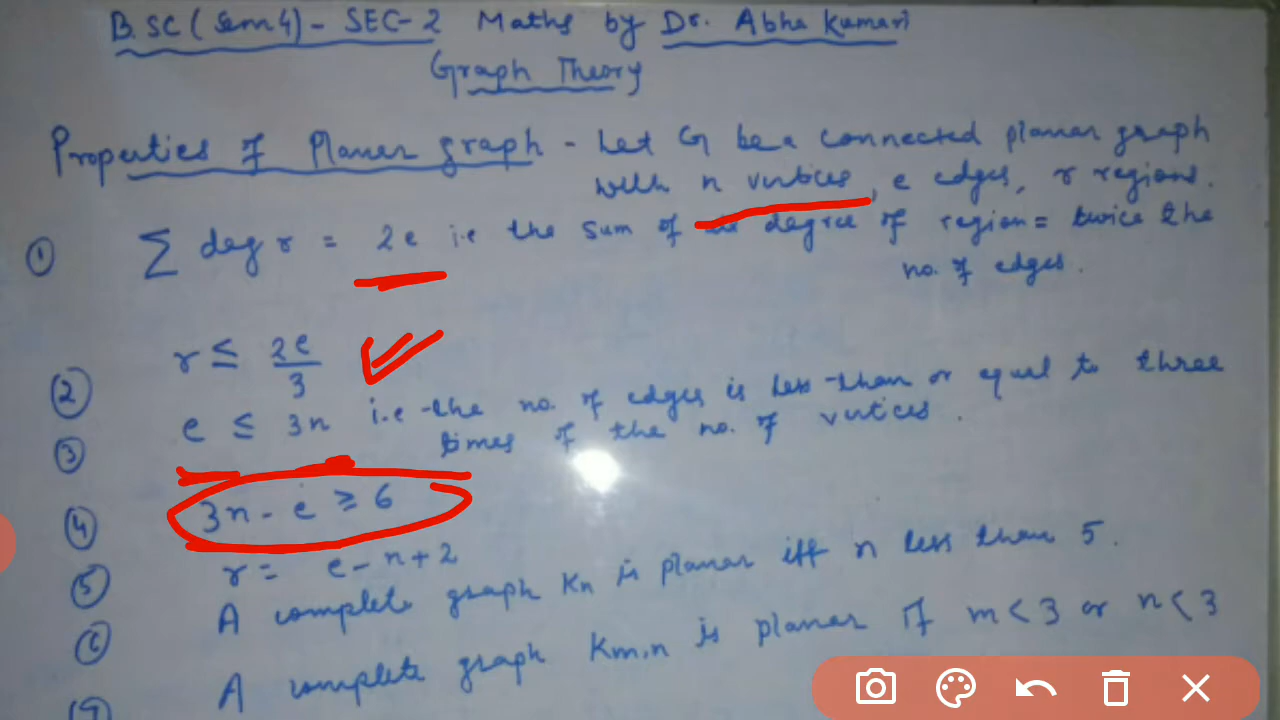 B.SC (Sem 4) - SEC-2 Maths by Dr. Abha Kumari
Graph Theory
Properties of Planar graph - Let G be a connected planar graph
with n vertices, e edges, r regions.
① ∑ deg r = 2e i.e the sum of degree of region = twice the
no. of edges.
② r ≤ 2e/3
③ e ≤ 3n i.e the no. of edges is less than or equal to three
times of the no. of vertices.
④ 3n - e ≥ 6
⑤ r = e - n + 2
⑥ A complete graph Kn is planar iff n less than 5.
⑦ A complete graph Km,n is planar if m < 3 or n < 3